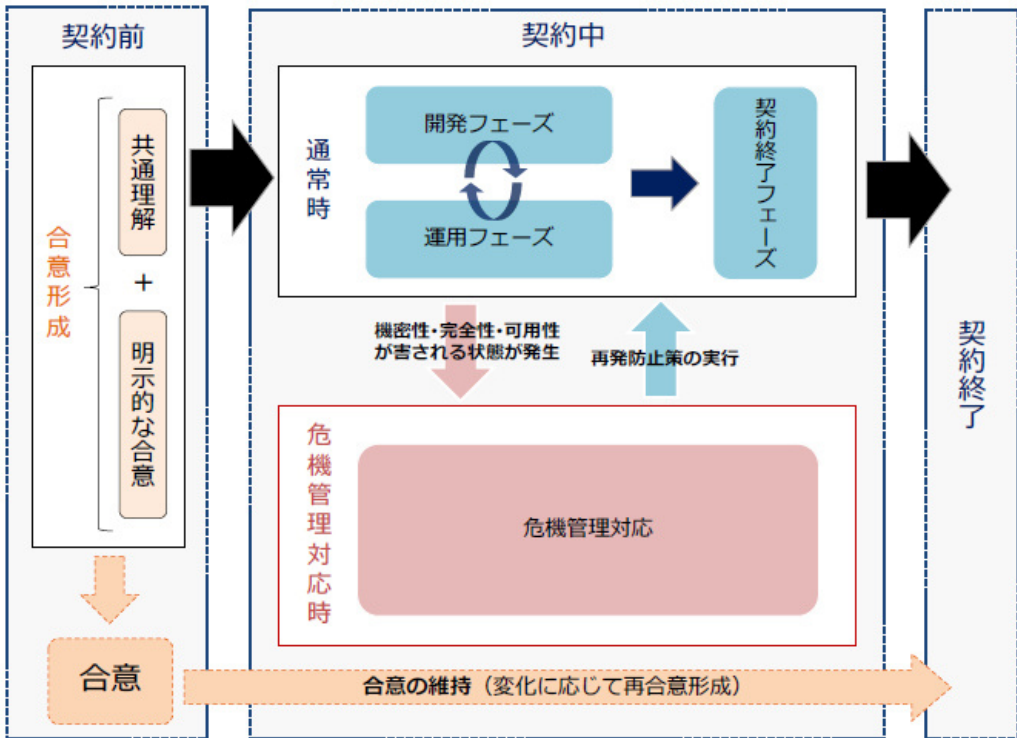 契約前
合意形成
共通理解
+
明示的な合意
合意
契約中
通常時
開発フェーズ
運用フェーズ
契約終了フェーズ
機密性・完全性・可用性
が害される状態が発生
再発防止策の実行
危機管理対応時
危機管理対応
合意の維持（変化に応じて再合意形成）
契約終了